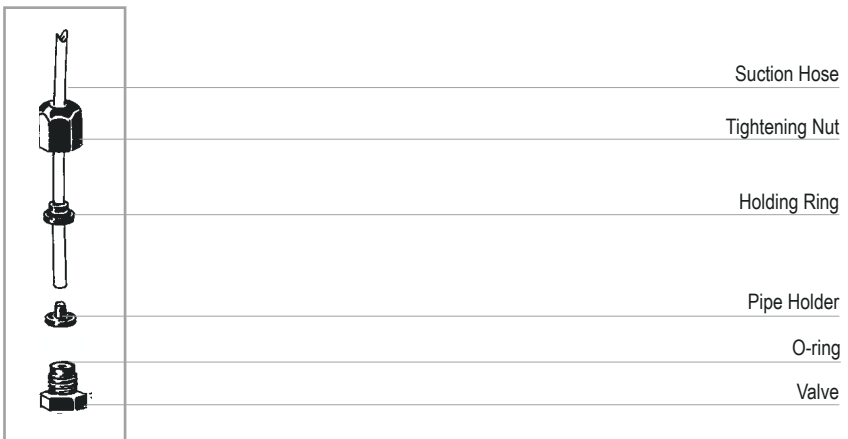 Suction Hose
Tightening Nut
Holding Ring
Pipe Holder
O-ring
Valve